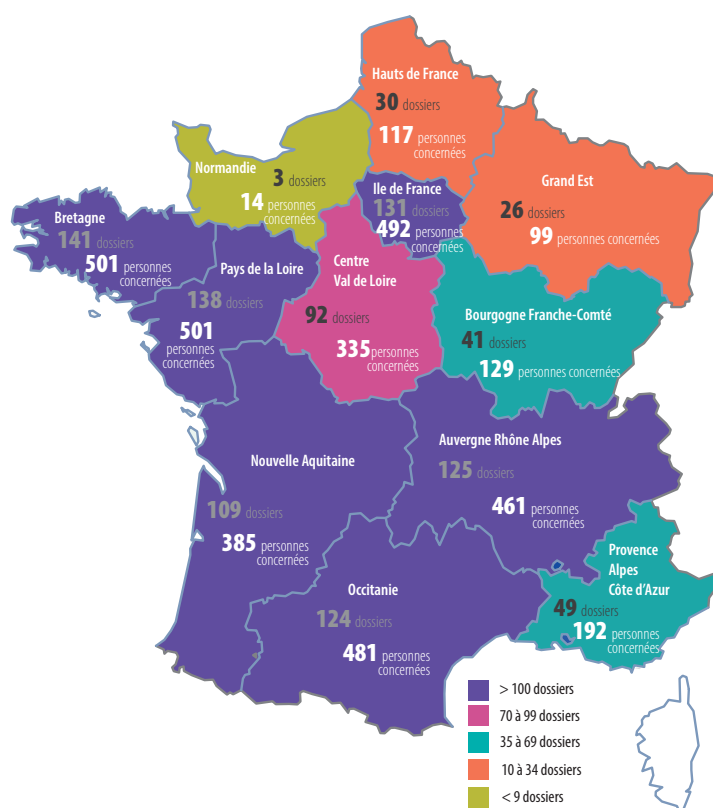 Hauts de France
30 dossiers
117 personnes
concernées
Normandie
3
dossiers
14 personnes
concernées
Ile de France
131 dossiers
492 personnes
concernées
Grand Est
26 dossiers
99 personnes concernées
Bretagne
141 dossiers
501 personnes
concernées
Pays de la Loire
138 dossiers
501
personnes
concernées
Centre
Val de Loire
92 dossiers
335 personnes
concernées
Bourgogne Franche-Comté
41 dossiers
129 personnes concernées
Nouvelle Aquitaine
109 dossiers
385 personnes
concernées
Auvergne Rhône Alpes
125 dossiers
461 personnes
concernées
Occitanie
124 dossiers
481 personnes
concernées
Provence
Alpes
Côte d'Azur
49 dossiers
192 personnes
concernées
> 100 dossiers
70 à 99 dossiers
35 à 69 dossiers
10 à 34 dossiers
< 9 dossiers